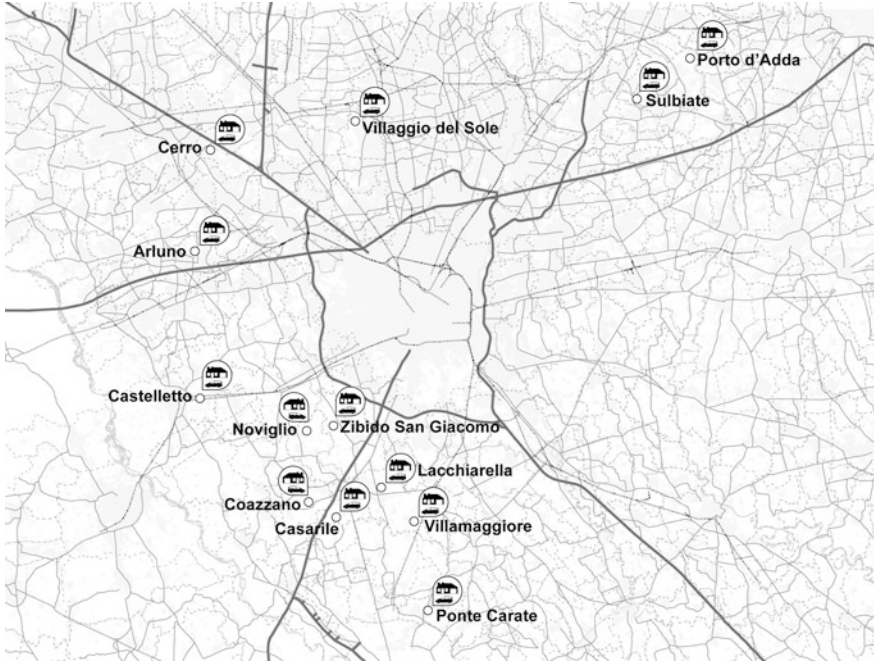 Porto d'Adda
Sulbiate
Villaggio del Sole
Cerro
Arluno
Castelletto
Noviglio
Zibido San Giacomo
Lacchiarella
Coazzano
Casarile
Villamaggiore
Ponte Carate